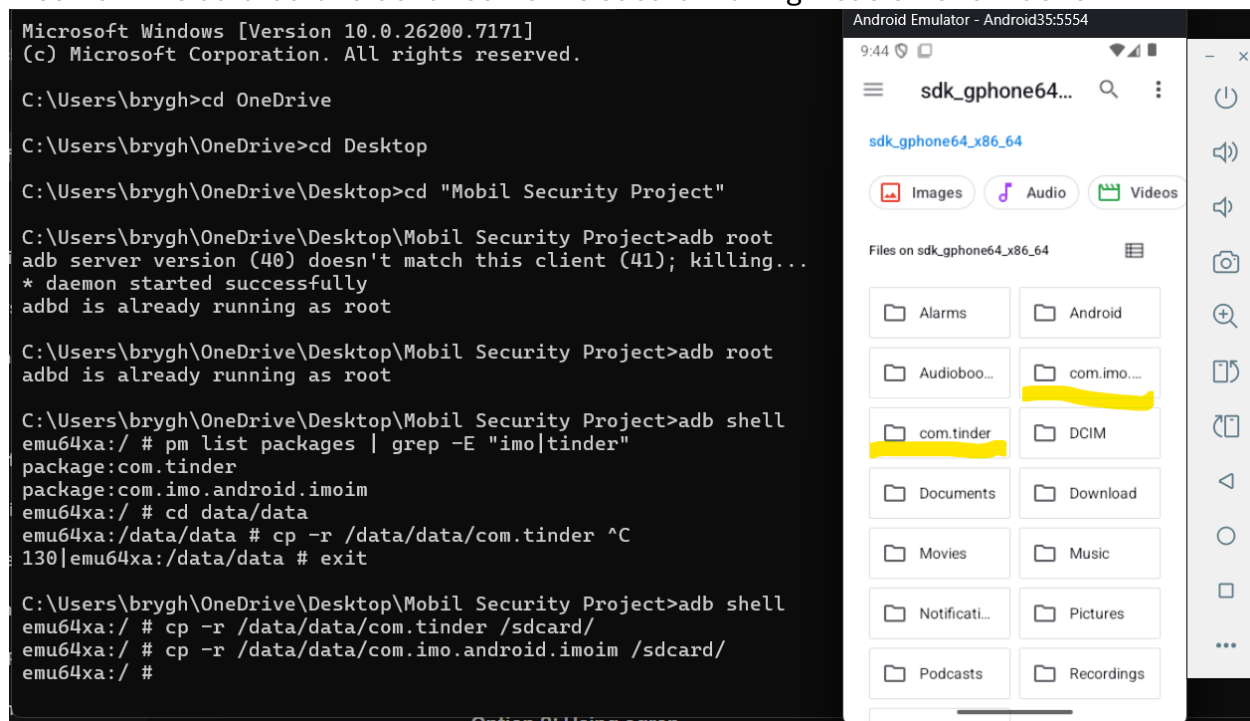 Microsoft Windows [Version 10.0.26200.7171]
(c) Microsoft Corporation. All rights reserved.
C:\Users\brygh>cd OneDrive
C:\Users\brygh\OneDrive>cd Desktop
C:\Users\brygh\OneDrive\Desktop>cd "Mobil Security Project"
C:\Users\brygh\OneDrive\Desktop\Mobil Security Project>adb root
adb server version (40) doesn't match this client (41); killing...
* daemon started successfully
adbd is already running as root
C:\Users\brygh\OneDrive\Desktop\Mobil Security Project>adb root
adbd is already running as root
C:\Users\brygh\OneDrive\Desktop\Mobil Security Project>adb shell
emu64xa:/ # pm list packages | grep -E "imo|tinder"
package:com.tinder
package:com.imo.android.imoim
emu64xa:/ # cd data/data
emu64xa:/data/data # cp -r /data/data/com.tinder ^C
130|emu64xa:/data/data # exit
C:\Users\brygh\OneDrive\Desktop\Mobil Security Project>adb shell
emu64xa:/ # cp -r /data/data/com.tinder /sdcard/
emu64xa:/ # cp -r /data/data/com.imo.android.imoim /sdcard/
emu64xa:/ #
Android Emulator - Android35:5554
9:44
sdk_gphone64...
sdk_gphone64_x86_64
Images Audio Videos
Files on sdk_gphone64_x86_64
Alarms Android
Audioboo... com.imo....
com.tinder DCIM
Documents Download
Movies Music
Notificati... Pictures
Podcasts Recordings